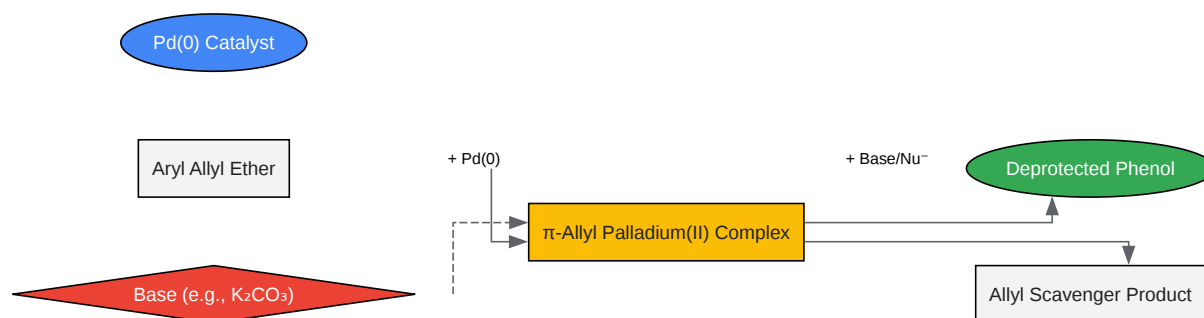 Pd(0) Catalyst
Aryl Allyl Ether
+ Pd(0)
+ Base/Nu⁻
Deprotected Phenol
π-Allyl Palladium(II) Complex
Base (e.g., K₂CO₃)
Allyl Scavenger Product